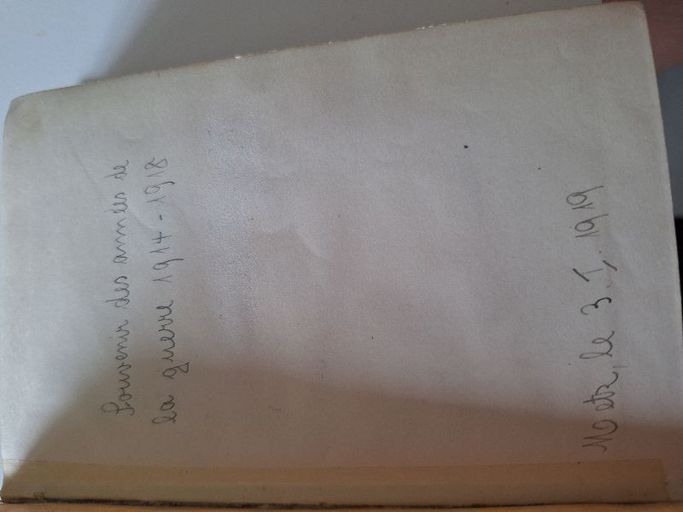 Souvenir des années de
la guerre 1914-1918
Metz, le 3. I. 1919